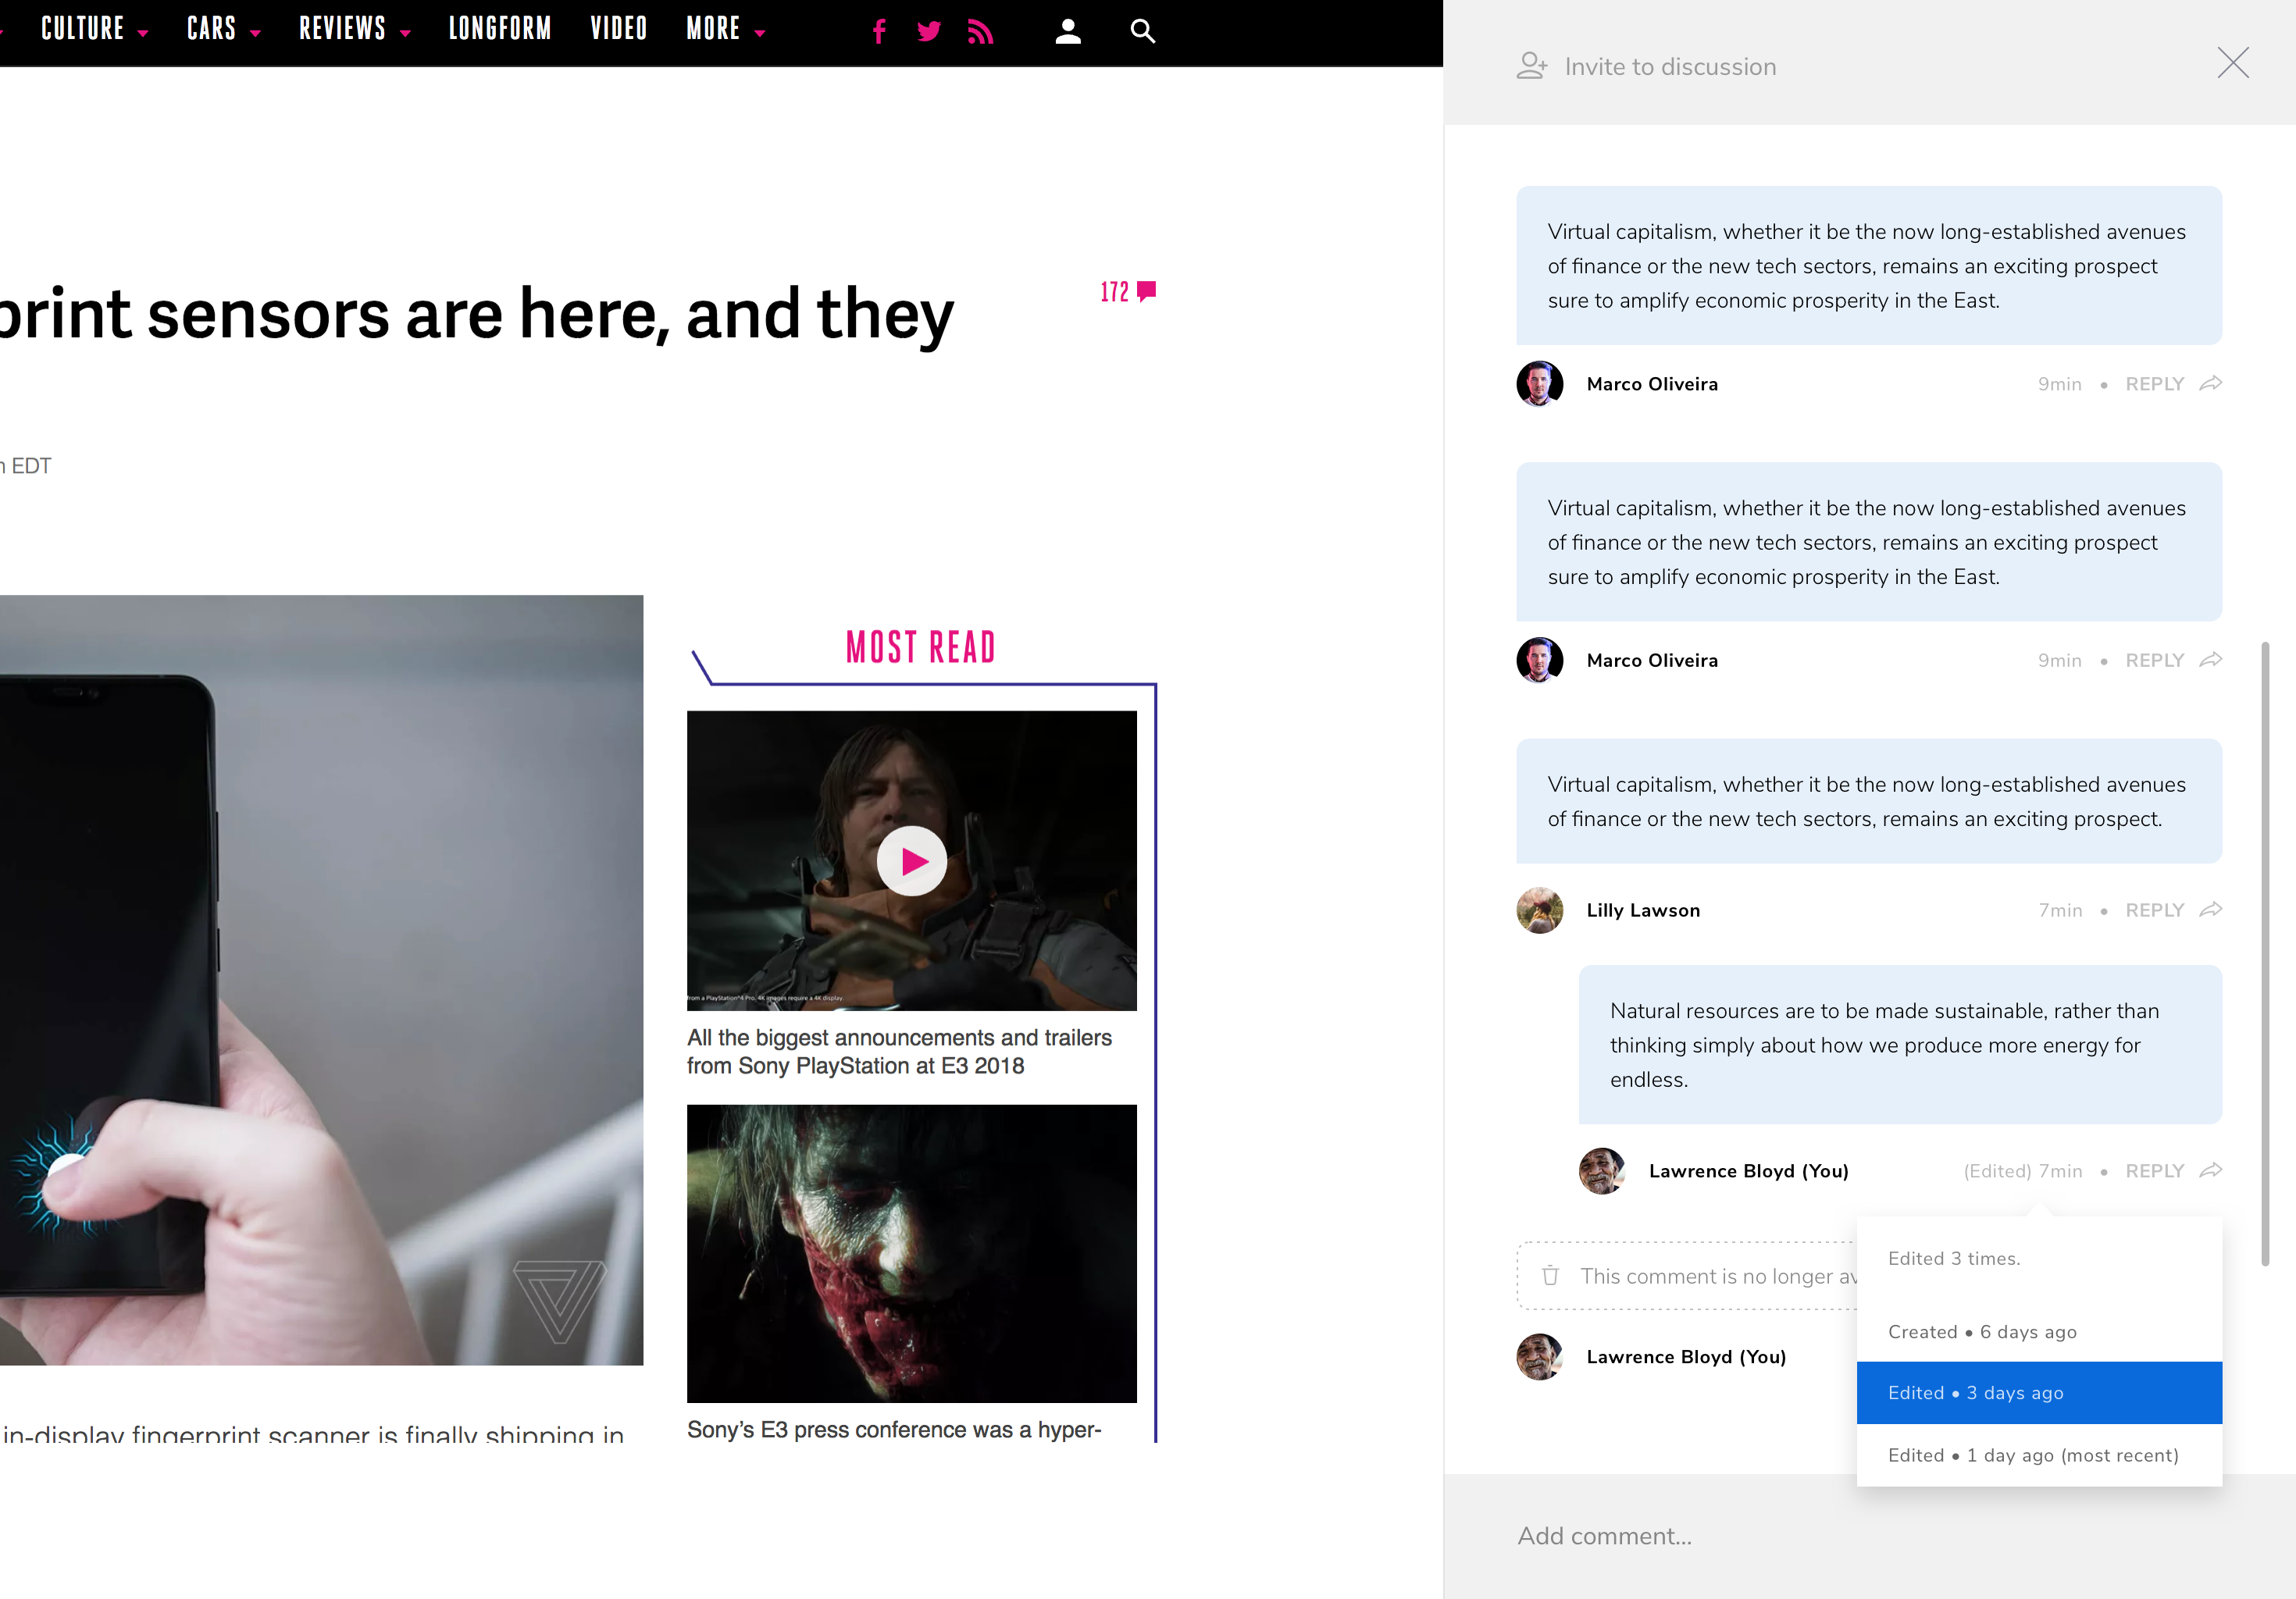 CULTURE CARS REVIEWS LONGFORM VIDEO MORE
print sensors are here, and they
172
EDT
MOST READ
from a PlayStation®4 Pro. 4K images require a 4K display.
All the biggest announcements and trailers
from Sony PlayStation at E3 2018
Sony’s E3 press conference was a hyper-
in-display fingerprint scanner is finally shipping in
Invite to discussion
Virtual capitalism, whether it be the now long-established avenues
of finance or the new tech sectors, remains an exciting prospect
sure to amplify economic prosperity in the East.
Marco Oliveira 9min • REPLY
Virtual capitalism, whether it be the now long-established avenues
of finance or the new tech sectors, remains an exciting prospect
sure to amplify economic prosperity in the East.
Marco Oliveira 9min • REPLY
Virtual capitalism, whether it be the now long-established avenues
of finance or the new tech sectors, remains an exciting prospect.
Lilly Lawson 7min • REPLY
Natural resources are to be made sustainable, rather than
thinking simply about how we produce more energy for
endless.
Lawrence Bloyd (You) (Edited) 7min • REPLY
This comment is no longer av
Lawrence Bloyd (You)
Edited 3 times.
Created • 6 days ago
Edited • 3 days ago
Edited • 1 day ago (most recent)
Add comment...